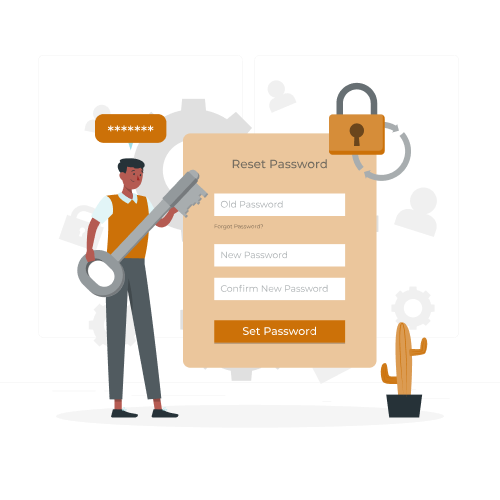 *******
Reset Password
Old Password
Forgot Password?
New Password
Confirm New Password
Set Password